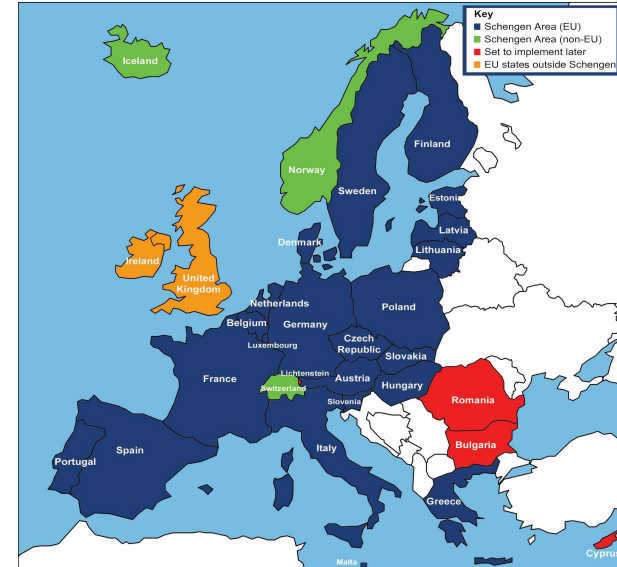 Key
Schengen Area (EU)
Schengen Area (non-EU)
Set to implement later
EU states outside Schengen
Iceland
Finland
Norway
Sweden
Estonia
Latvia
Denmark
Lithuania
Ireland
United
Kingdom
Netherlands
Poland
Belgium
Germany
Czech
Republic
Luxembourg
Slovakia
Lichtenstein
France
Austria
Switzerland
Hungary
Slovenia
Romania
Bulgaria
Spain
Italy
Portugal
Greece
Cyprus
Malta